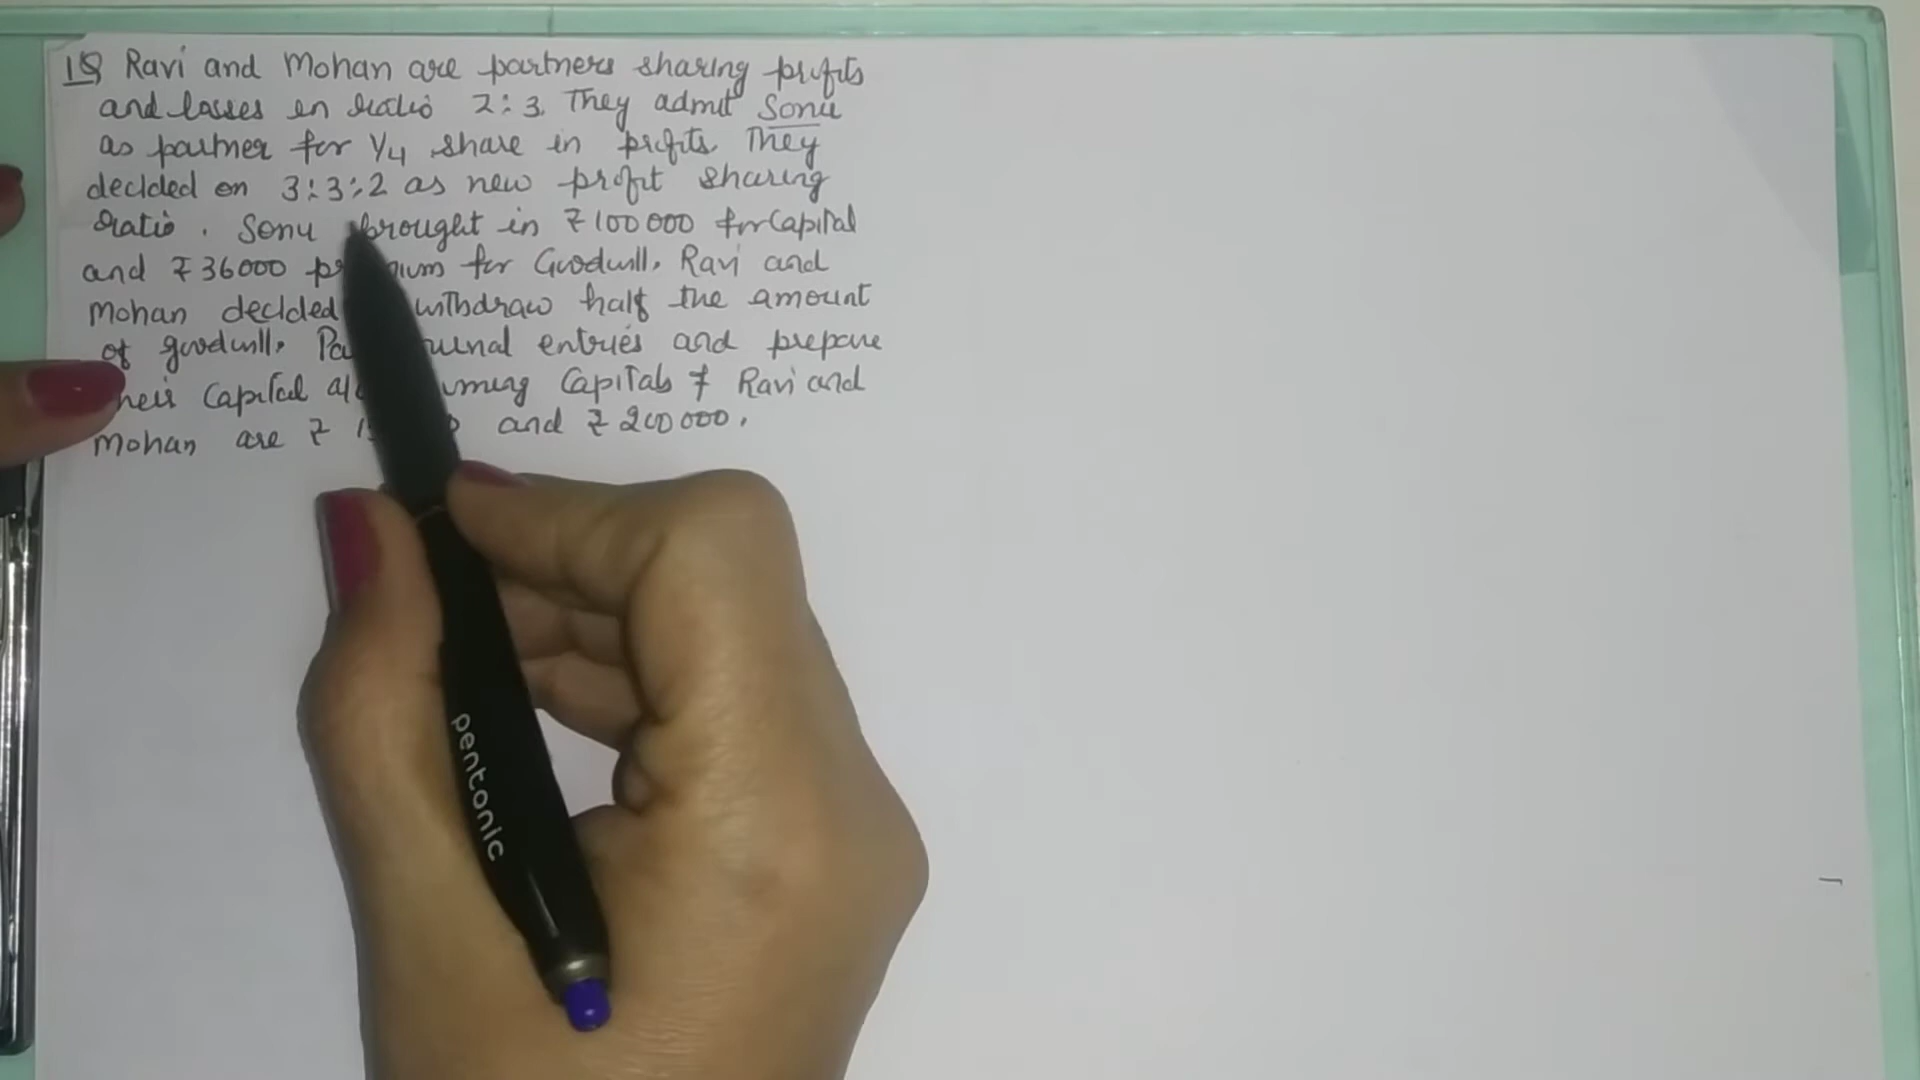 1Q Ravi and Mohan are partners sharing profits
and losses in ratio 2:3. They admit Sonu
as partner for 1/4 share in profits. They
decided on 3:3:2 as new profit sharing
ratio. Sonu brought in ₹100000 for Capital
and ₹36000 for Goodwill. Ravi and
Mohan decided withdraw half the amount
of goodwill. entries and prepare
Capital Capitals of Ravi and
Mohan are ₹ and ₹200000.
pentonic